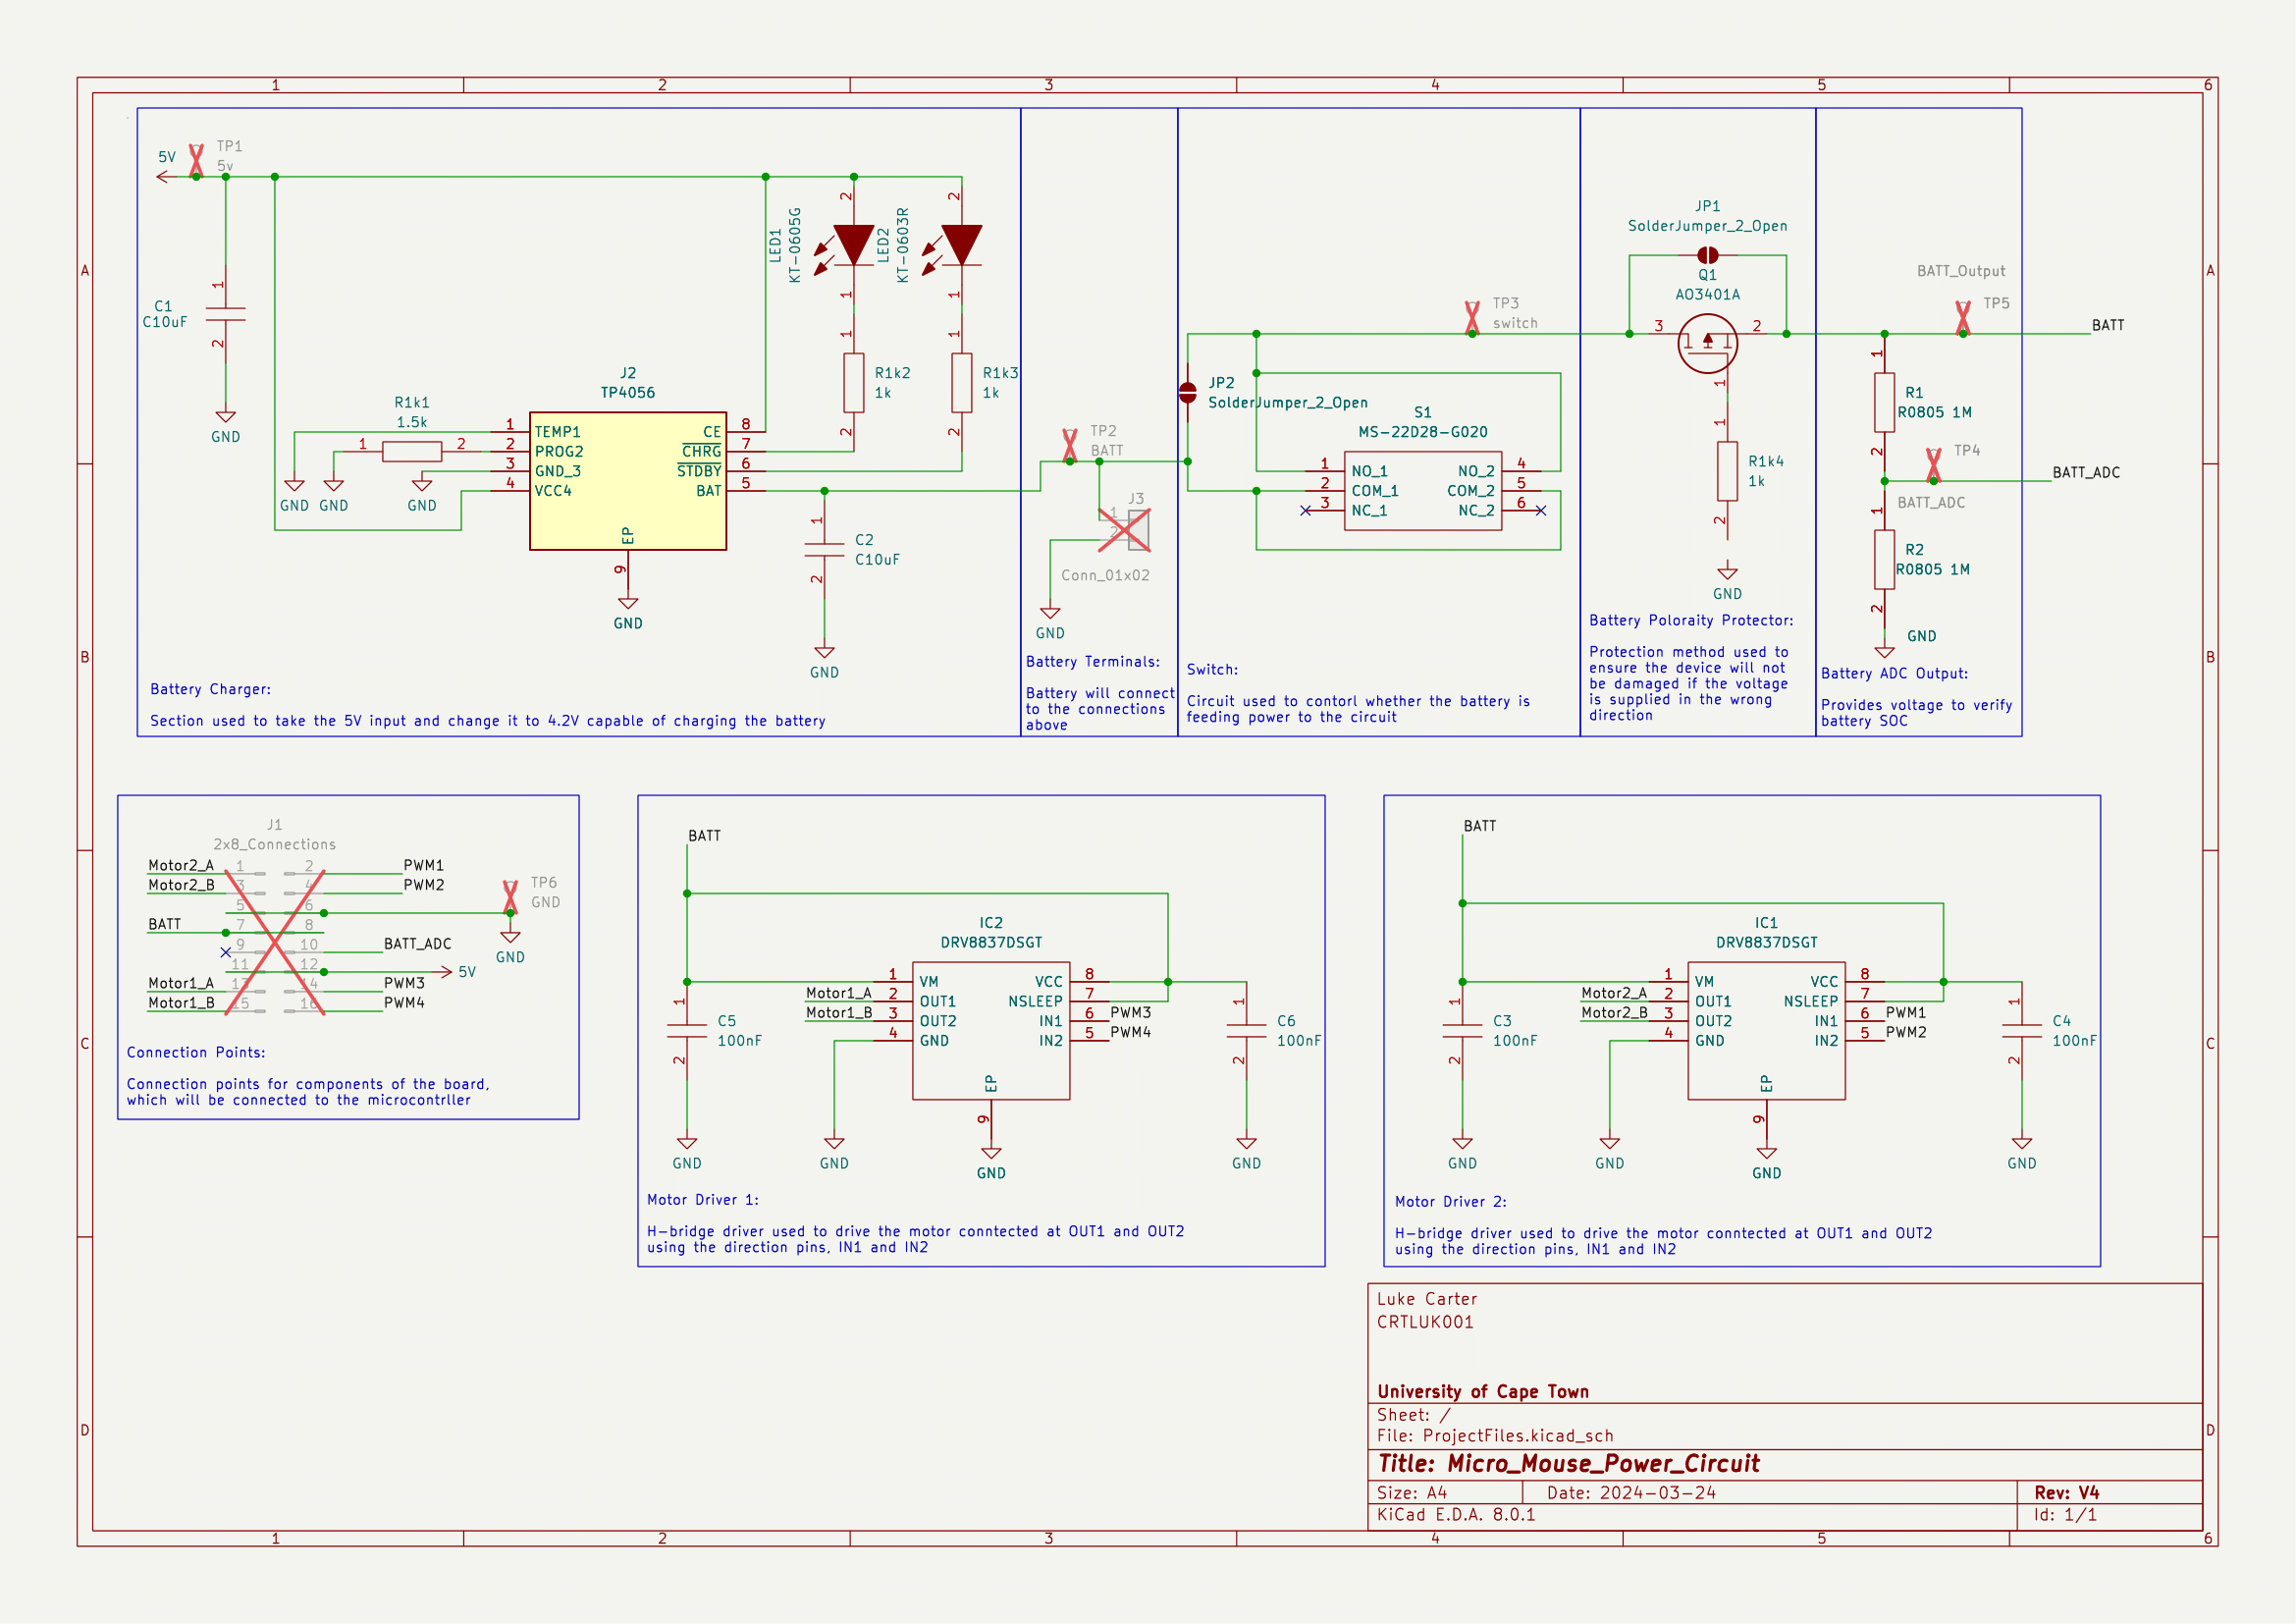 1 2 3 4 5 6
A A
B B
C C
D D
1 2 3 4 5 6
5V
TP1
5v
C1
C10uF
1
2
GND
R1k1
1.5k
1 2
GND
GND
GND
J2
TP4056
1 TEMP1
2 PROG2
3 GND_3
4 VCC4
CE 8
CHRG 7
STDBY 6
BAT 5
EP
9
GND
LED1
KT-0605G
2
1
LED2
KT-0603R
2
1
1
R1k2
1k
2
1
R1k3
1k
2
1
C2
C10uF
2
GND
Battery Charger:
Section used to take the 5V input and change it to 4.2V capable of charging the battery
TP2
BATT
J3
1
2
Conn_01x02
GND
Battery Terminals:
Battery will connect
to the connections
above
JP2
SolderJumper_2_Open
TP3
switch
S1
MS-22D28-G020
1 NO_1
2 COM_1
3 NC_1
NO_2 4
COM_2 5
NC_2 6
Switch:
Circuit used to contorl whether the battery is
feeding power to the circuit
JP1
SolderJumper_2_Open
Q1
AO3401A
3 2
1
1
R1k4
1k
2
GND
Battery Poloraity Protector:
Protection method used to
ensure the device will not
be damaged if the voltage
is supplied in the wrong
direction
BATT_Output
TP5
BATT
1
R1
R0805 1M
2
TP4
BATT_ADC
BATT_ADC
1
R2
R0805 1M
2
GND
Battery ADC Output:
Provides voltage to verify
battery SOC
J1
2x8_Connections
Motor2_A 1 2 PWM1
Motor2_B 3 4 PWM2
5 6
BATT 7 8
9 10 BATT_ADC
11 12 5V
Motor1_A 13 14 PWM3
Motor1_B 15 16 PWM4
TP6
GND
GND
Connection Points:
Connection points for components of the board,
which will be connected to the microcontrller
BATT
IC2
DRV8837DSGT
1 VM
Motor1_A 2 OUT1
Motor1_B 3 OUT2
4 GND
VCC 8
NSLEEP 7
IN1 6 PWM3
IN2 5 PWM4
EP
9
GND
1
C5
100nF
2
GND
GND
1
C6
100nF
2
GND
Motor Driver 1:
H-bridge driver used to drive the motor conntected at OUT1 and OUT2
using the direction pins, IN1 and IN2
BATT
IC1
DRV8837DSGT
1 VM
Motor2_A 2 OUT1
Motor2_B 3 OUT2
4 GND
VCC 8
NSLEEP 7
IN1 6 PWM1
IN2 5 PWM2
EP
9
GND
1
C3
100nF
2
GND
GND
1
C4
100nF
2
GND
Motor Driver 2:
H-bridge driver used to drive the motor conntected at OUT1 and OUT2
using the direction pins, IN1 and IN2
Luke Carter
CRTLUK001
University of Cape Town
Sheet: /
File: ProjectFiles.kicad_sch
Title: Micro_Mouse_Power_Circuit
Size: A4 Date: 2024-03-24 Rev: V4
KiCad E.D.A. 8.0.1 Id: 1/1